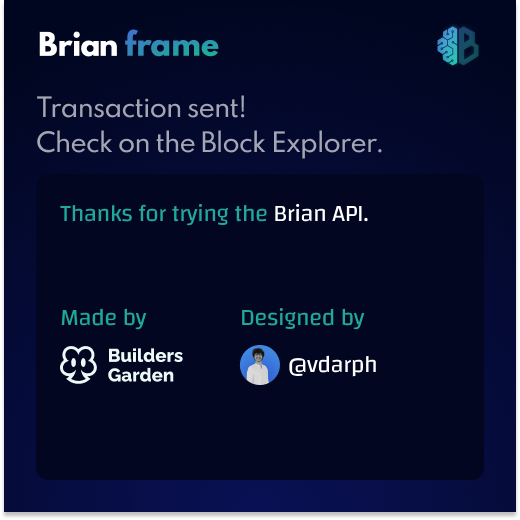 Brian frame
Transaction sent!
Check on the Block Explorer.
Thanks for trying the Brian API.
Made by
Builders
Garden
Designed by
@vdarph